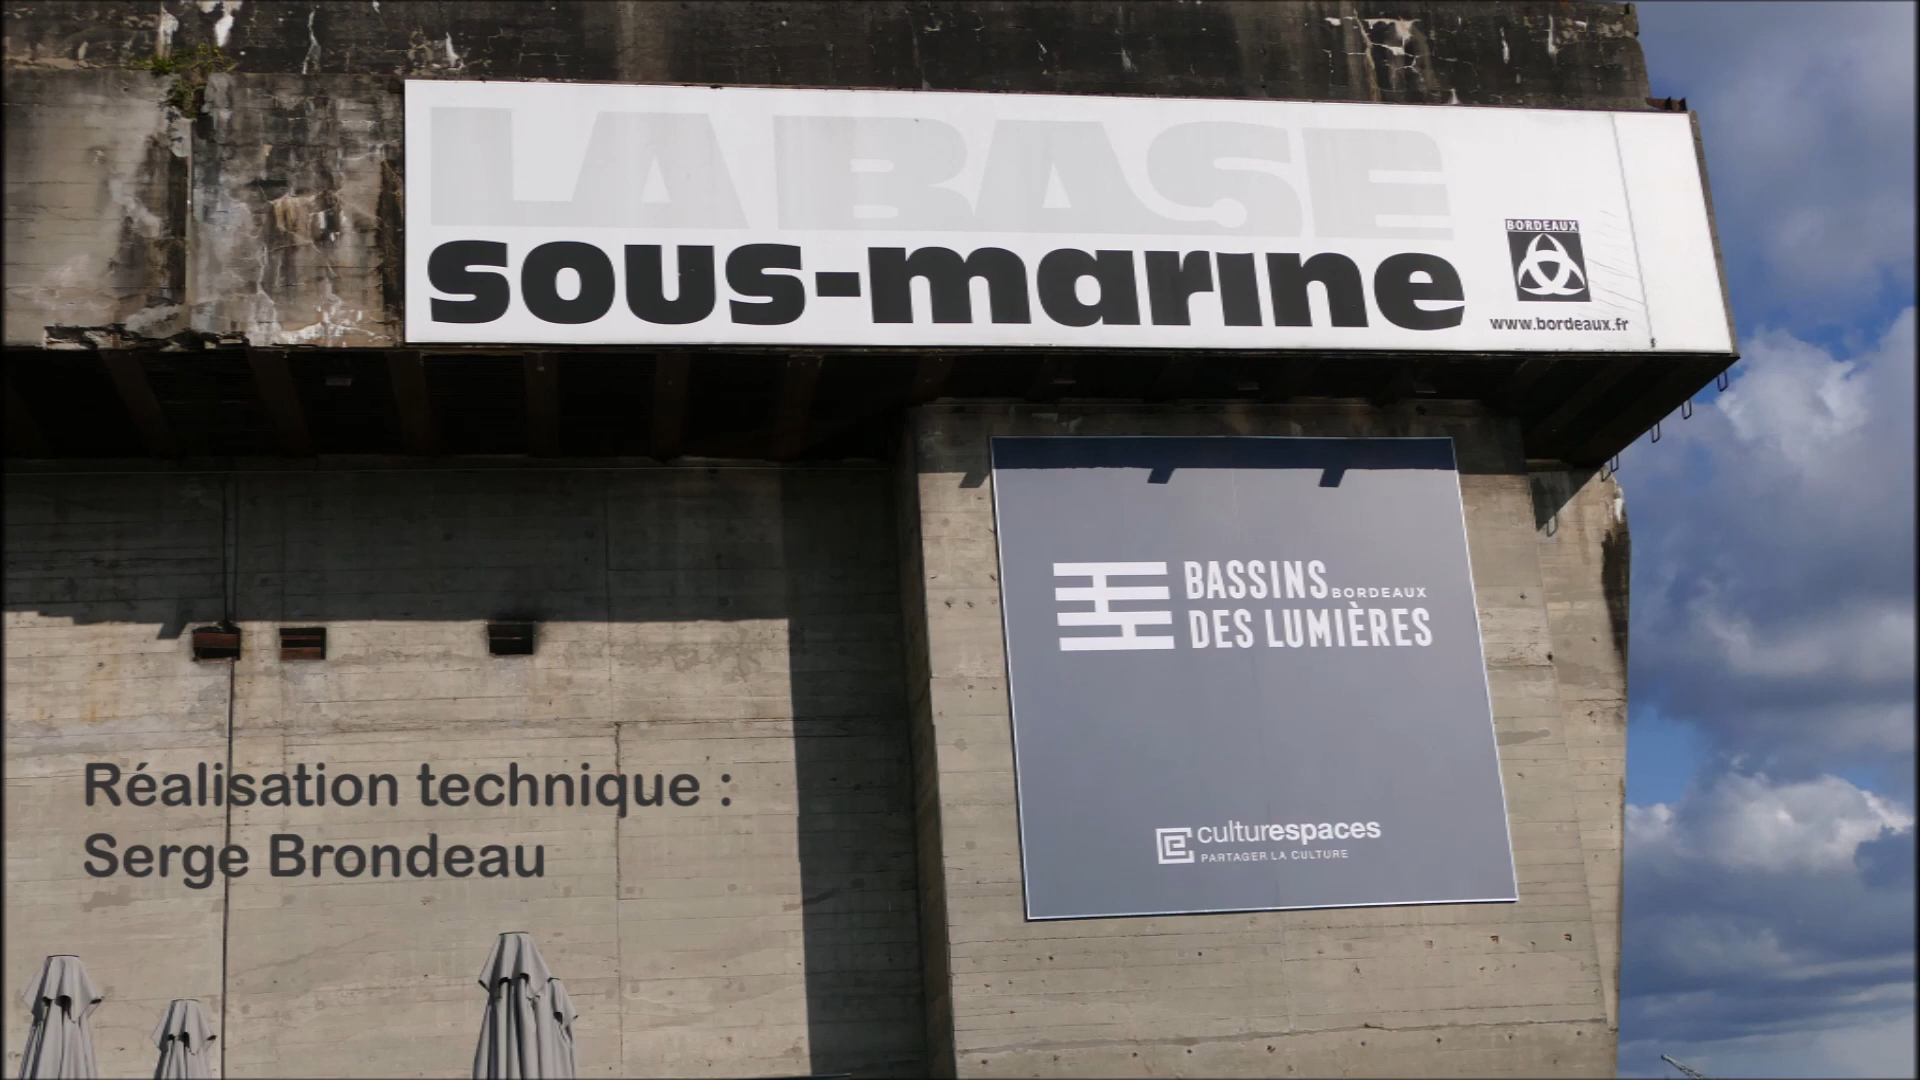 LA BASE
sous-marine
BORDEAUX
www.bordeaux.fr
BASSINS BORDEAUX
DES LUMIÈRES
culturespaces
PARTAGER LA CULTURE
Réalisation technique :
Serge Brondeau